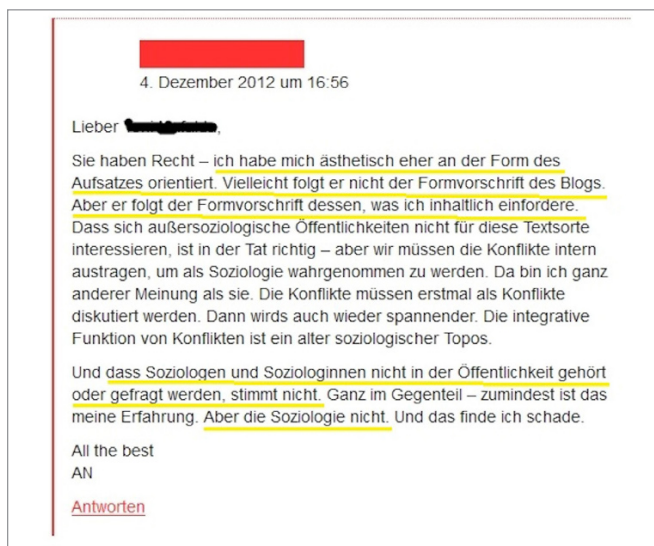 4. Dezember 2012 um 16:56
Lieber
Sie haben Recht – ich habe mich ästhetisch eher an der Form des
Aufsatzes orientiert. Vielleicht folgt er nicht der Formvorschrift des Blogs.
Aber er folgt der Formvorschrift dessen, was ich inhaltlich einfordere.
Dass sich außersoziologische Öffentlichkeiten nicht für diese Textsorte
interessieren, ist in der Tat richtig – aber wir müssen die Konflikte intern
austragen, um als Soziologie wahrgenommen zu werden. Da bin ich ganz
anderer Meinung als sie. Die Konflikte müssen erstmal als Konflikte
diskutiert werden. Dann wirds auch wieder spannender. Die integrative
Funktion von Konflikten ist ein alter soziologischer Topos.
Und dass Soziologen und Soziologinnen nicht in der Öffentlichkeit gehört
oder gefragt werden, stimmt nicht. Ganz im Gegenteil – zumindest ist das
meine Erfahrung. Aber die Soziologie nicht. Und das finde ich schade.
All the best
AN
Antworten